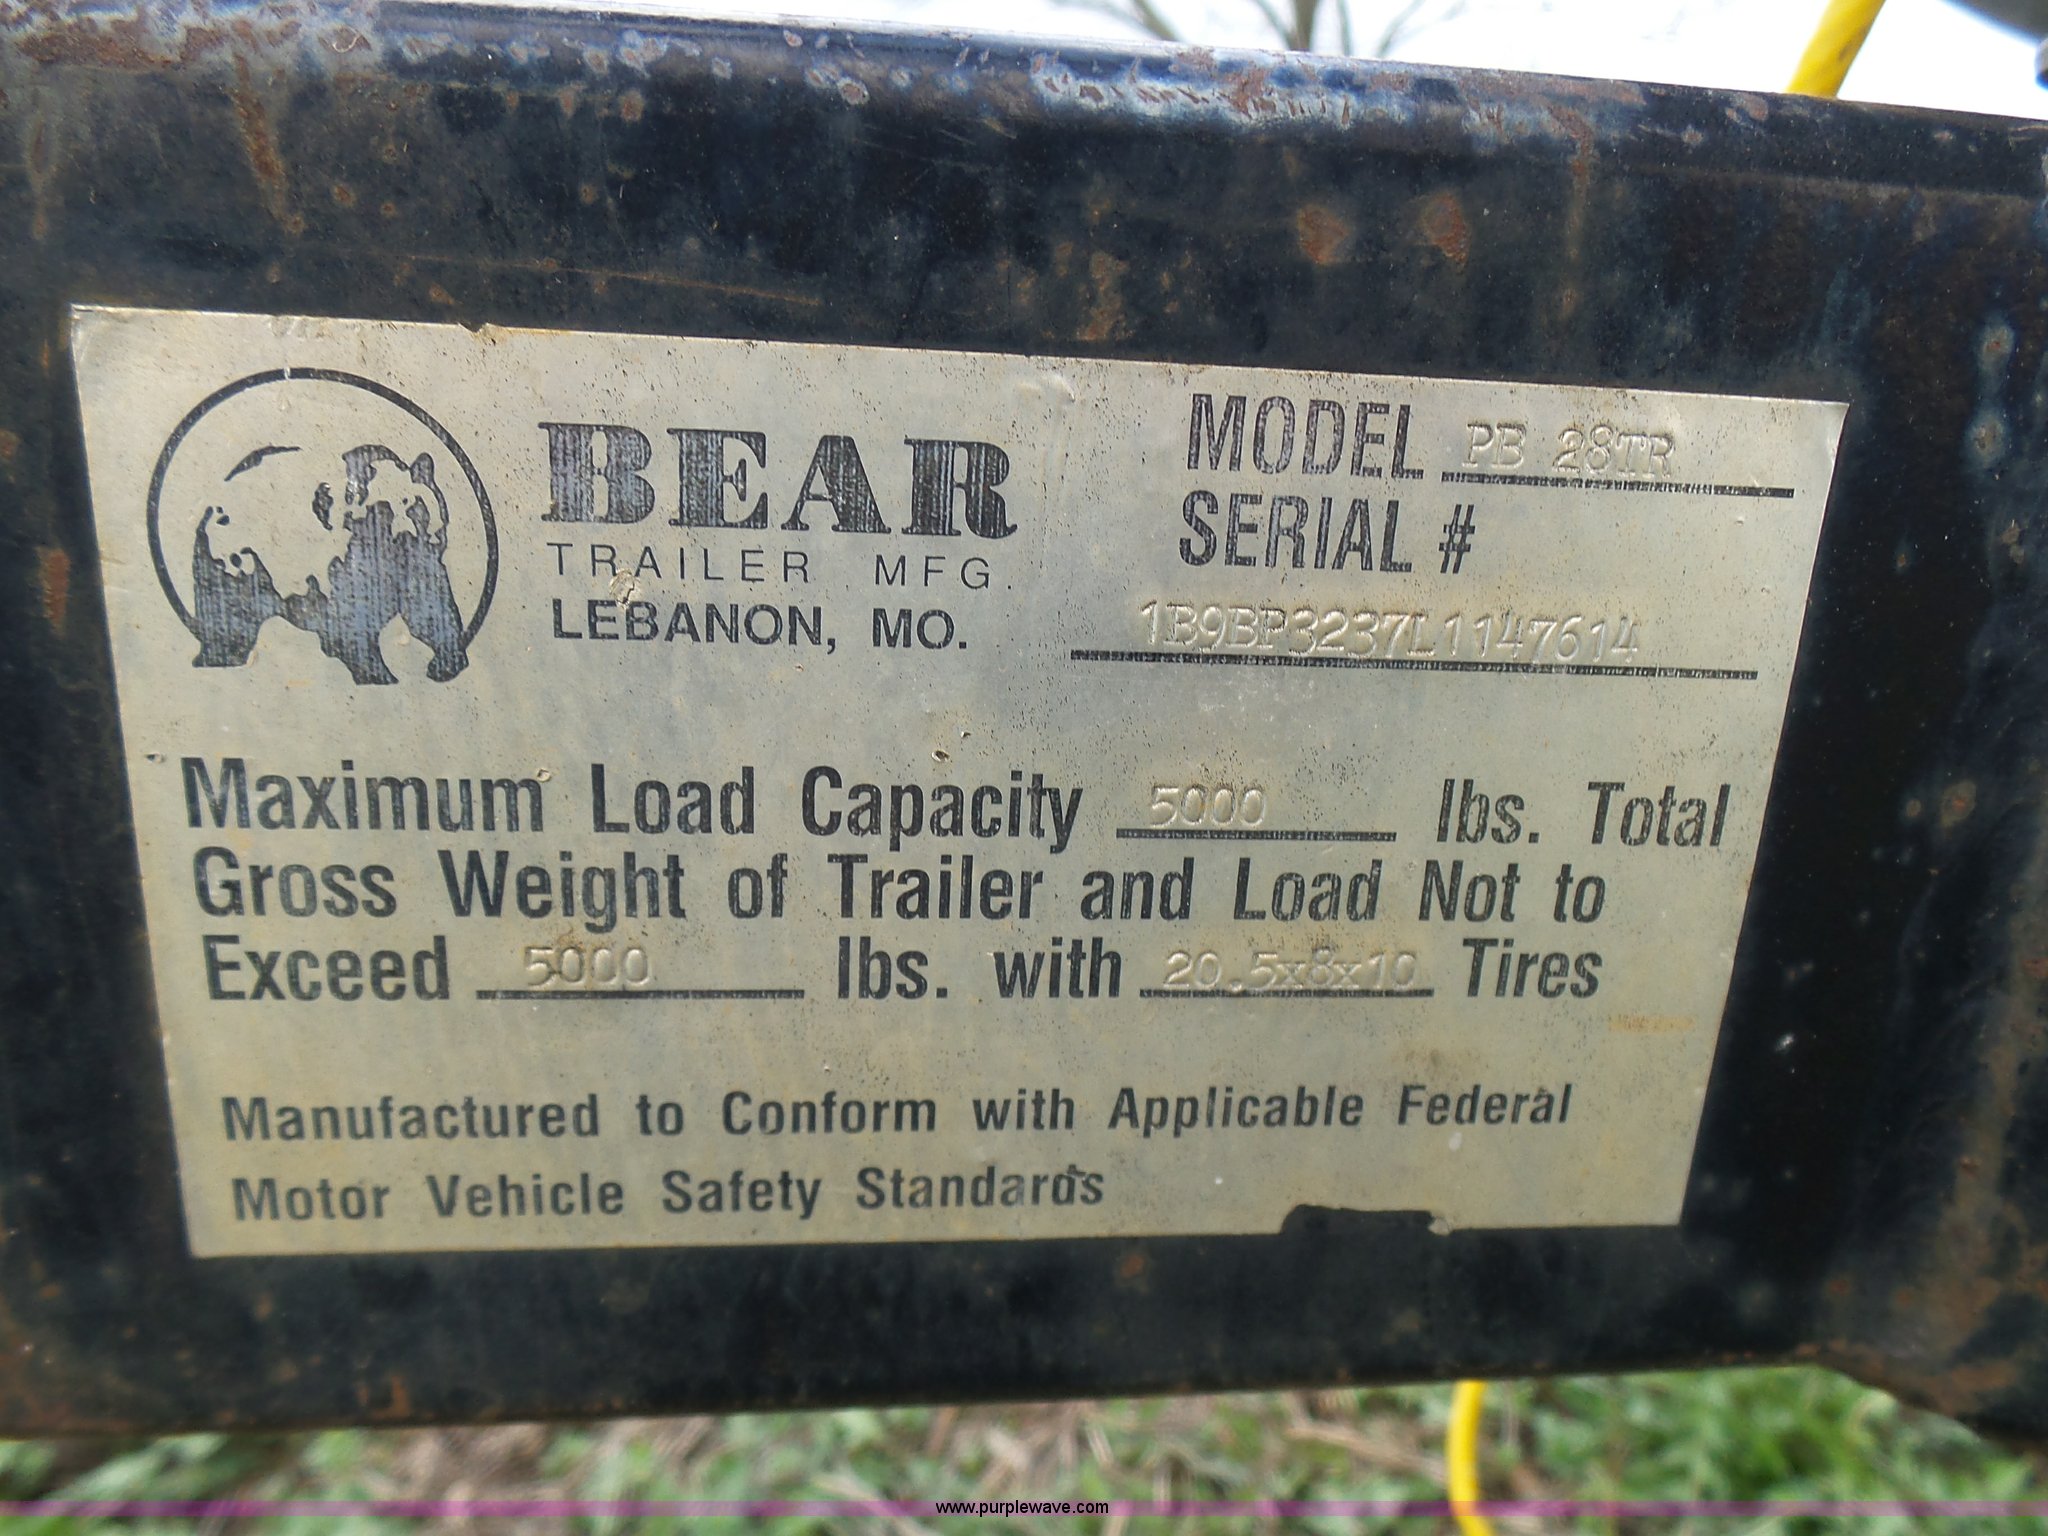 BEAR
TRAILER MFG.
LEBANON, MO.
MODEL PB 28TR
SERIAL #
1B9BP3237L1147614
Maximum Load Capacity 5000 lbs. Total
Gross Weight of Trailer and Load Not to
Exceed 5000 lbs. with 20.5x8x10 Tires
Manufactured to Conform with Applicable Federal
Motor Vehicle Safety Standards
www.purplewave.com